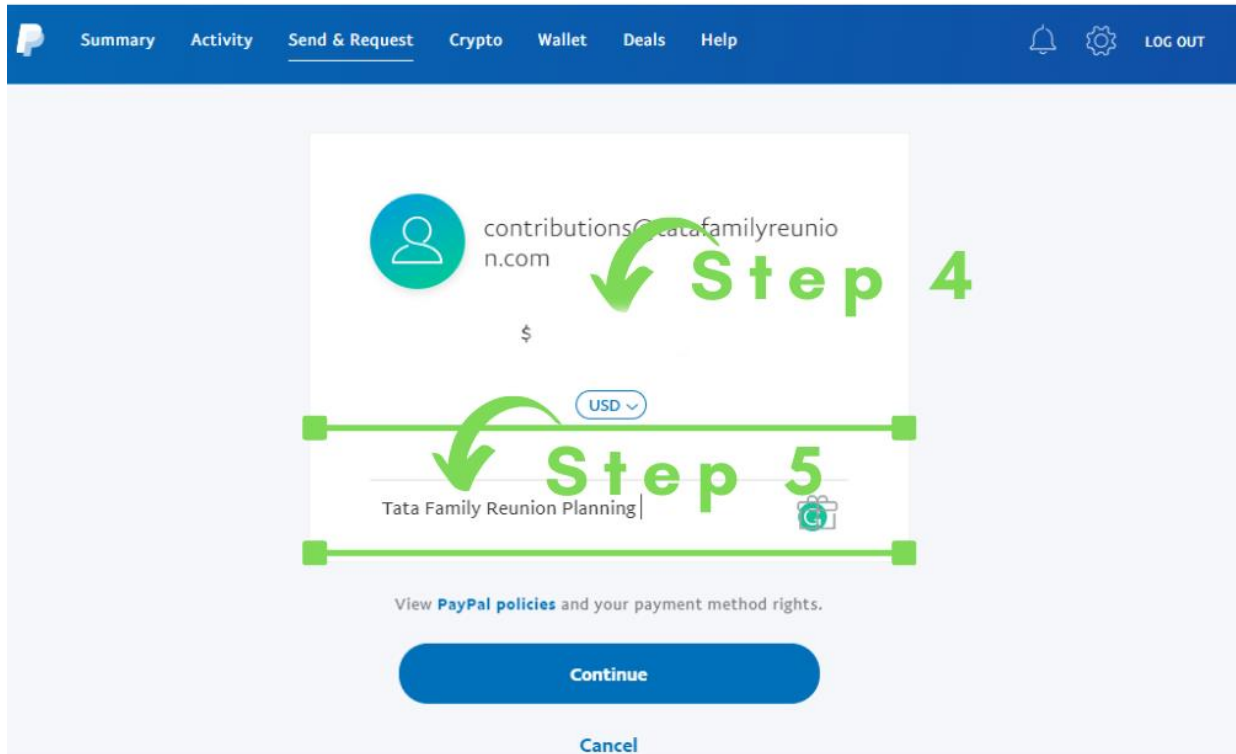 Summary Activity Send & Request Crypto Wallet Deals Help LOG OUT
contributions@tatafamilyreunio
n.com
Step 4
$
USD
Step 5
Tata Family Reunion Planning
View PayPal policies and your payment method rights.
Continue
Cancel